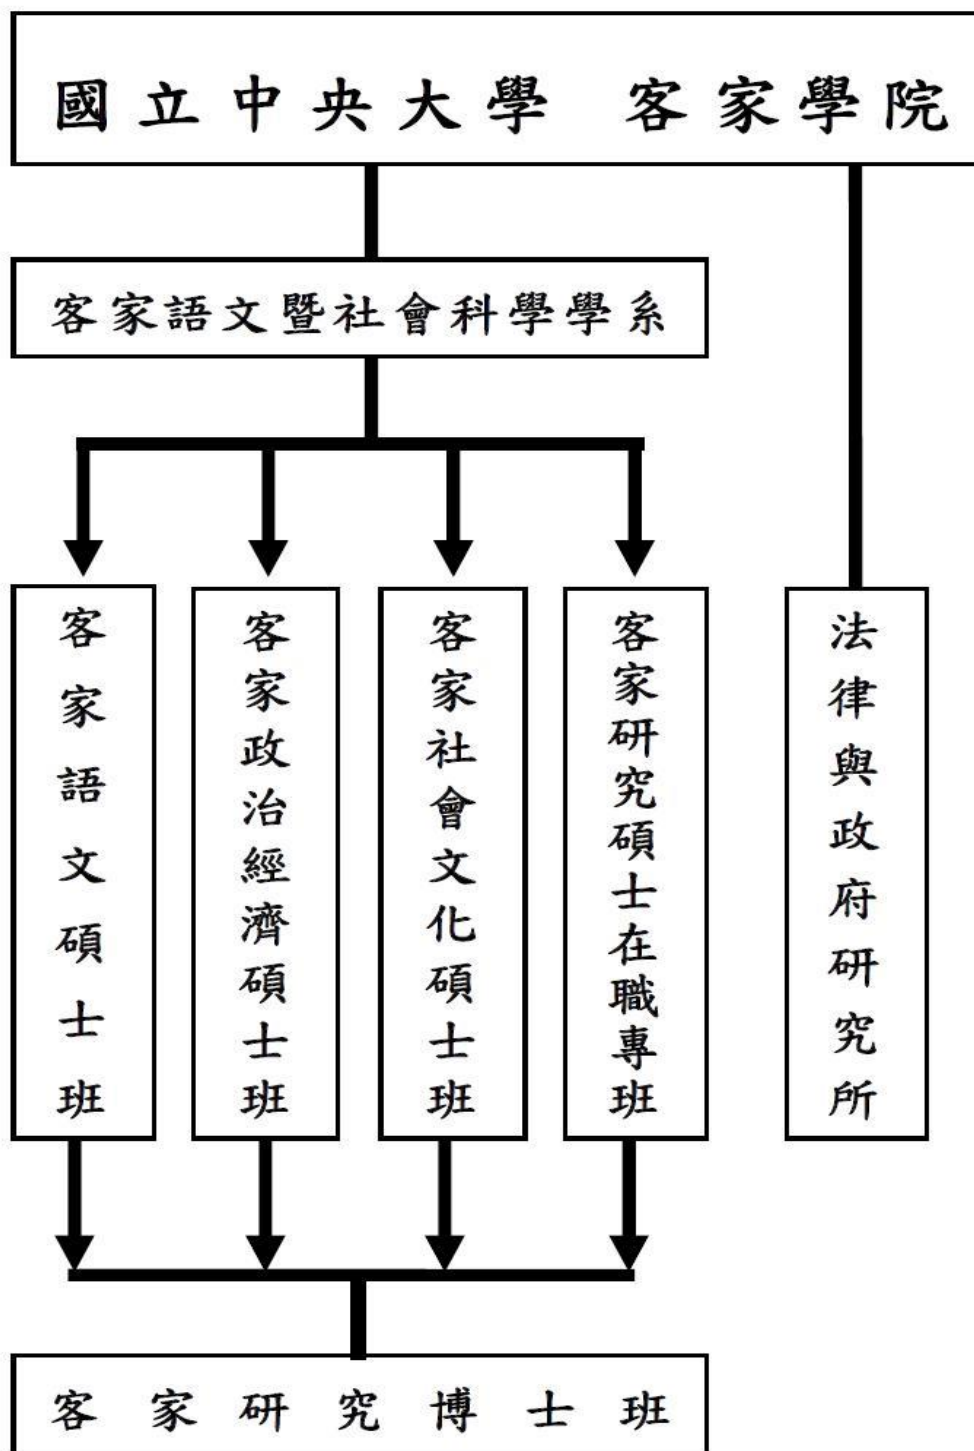 國立中央大學 客家學院
客家語文暨社會科學學系
客家語文碩士班
客家政治經濟碩士班
客家社會文化碩士班
客家研究碩士在職專班
法律與政府研究所
客家研究博士班